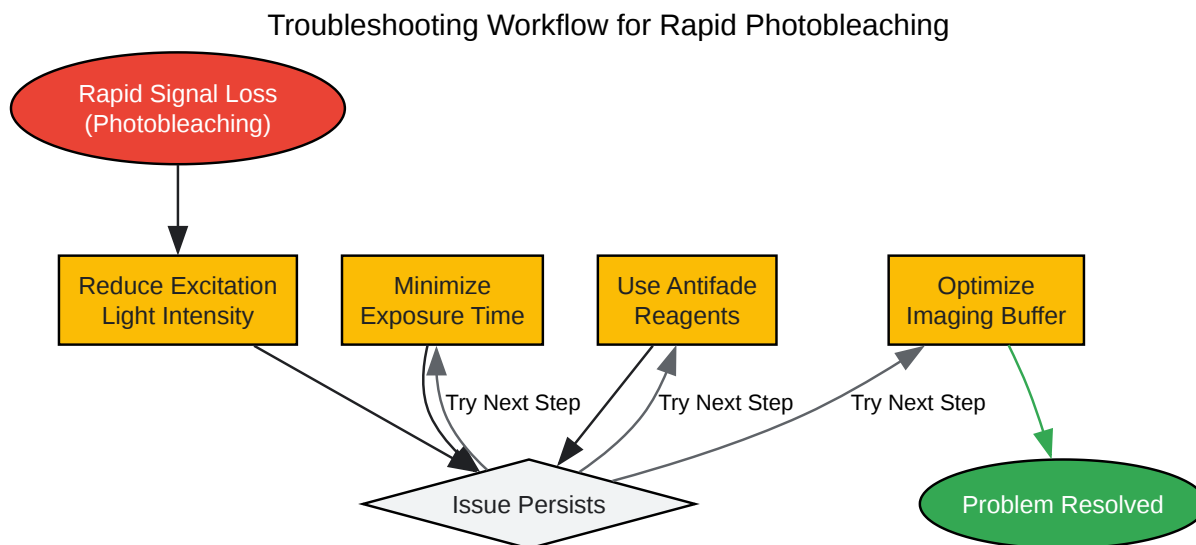 Troubleshooting Workflow for Rapid Photobleaching
Rapid Signal Loss
(Photobleaching)
Reduce Excitation
Light Intensity
Minimize
Exposure Time
Use Antifade
Reagents
Optimize
Imaging Buffer
Try Next Step
Try Next Step
Try Next Step
Issue Persists
Problem Resolved